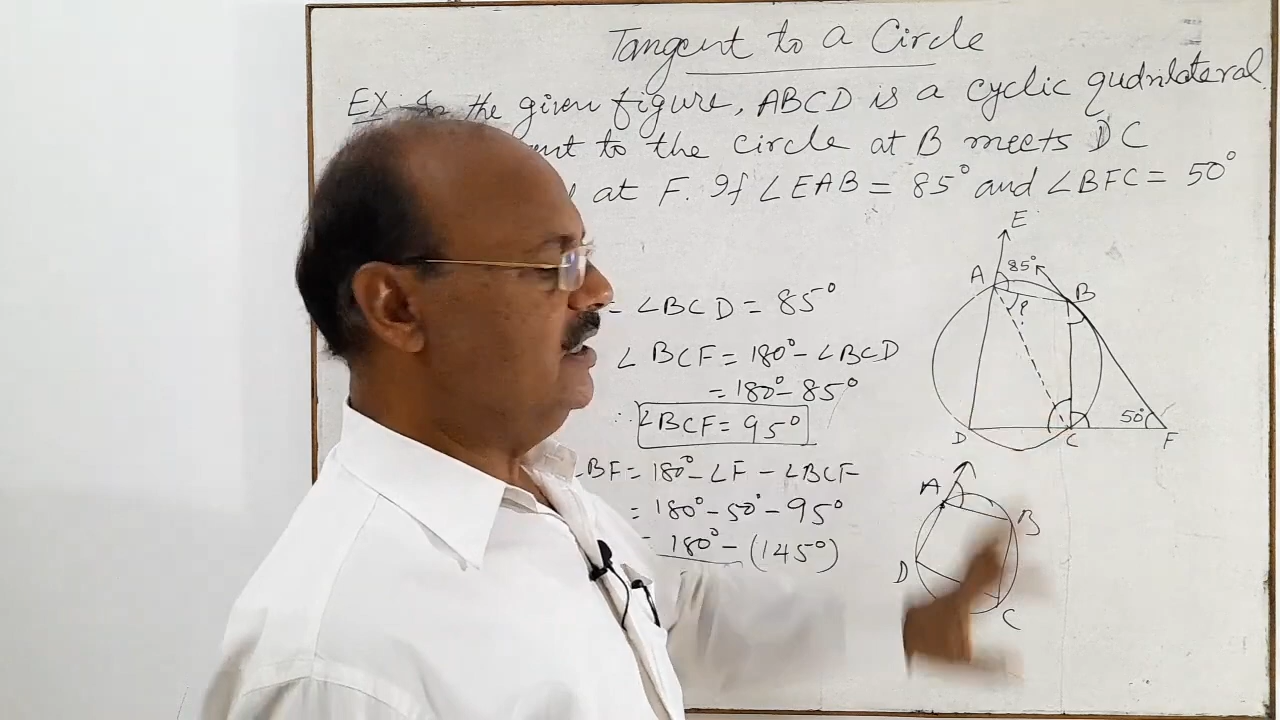 Tangent to a Circle
EX: In the given figure, ABCD is a cyclic qudrilateral
to the circle at B meets DC
at F. If ∠EAB = 85° and ∠BFC = 50°
= ∠BCD = 85°
∠BCF = 180° - ∠BCD
= 180° - 85°
∴ ∠BCF = 95°
BF = 180° - ∠F - ∠BCF
= 180° - 50° - 95°
= 180° - (145°)
E
A
85°
B
?
50°
D
C
F
A
B
D
C